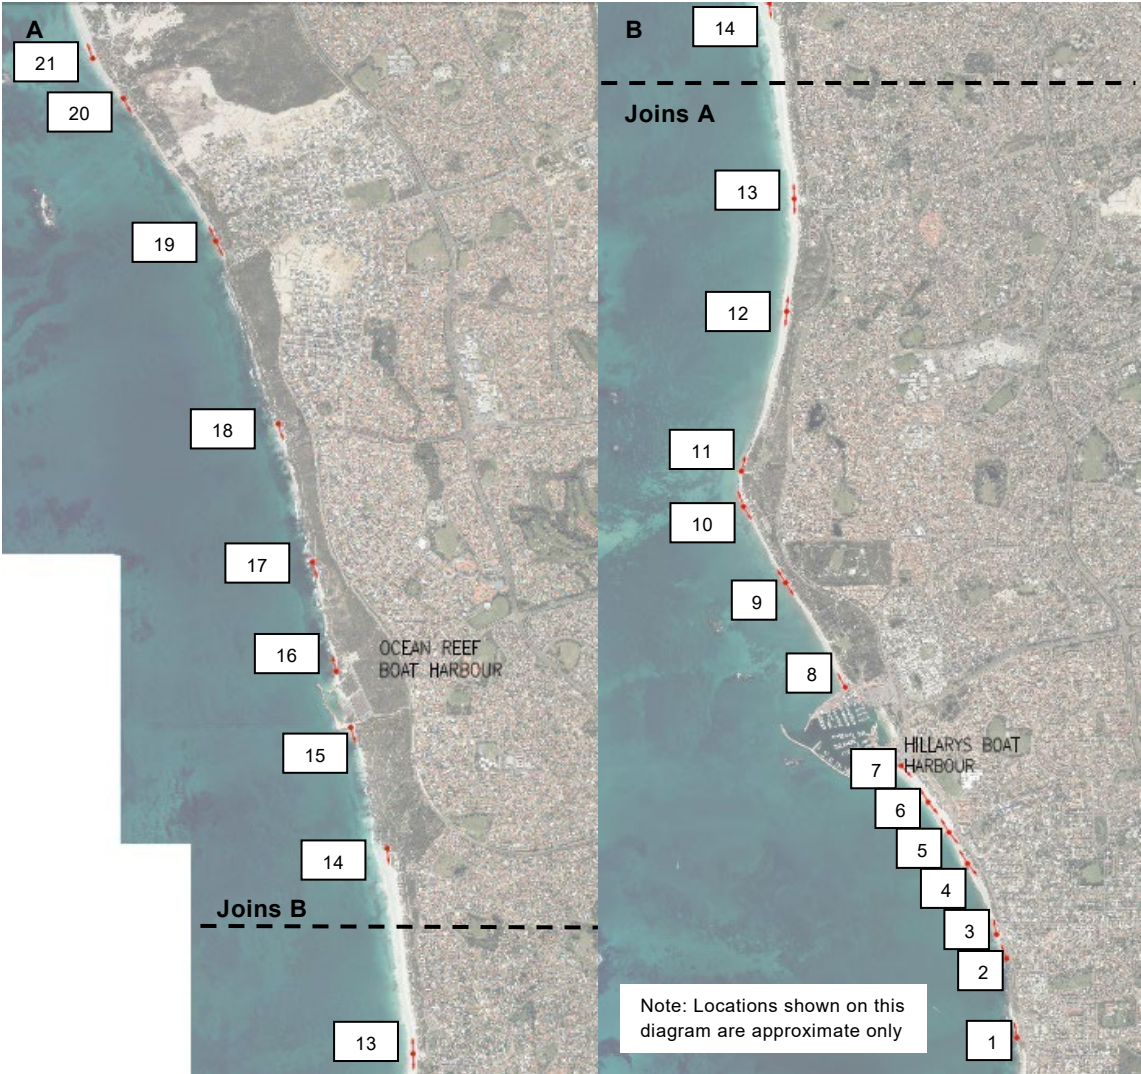 A
21
20
19
18
17
16
OCEAN REEF
BOAT HARBOUR
15
14
Joins B
13
B
14
Joins A
13
12
11
10
9
8
HILLARYS BOAT
HARBOUR
7
6
5
4
3
2
1
Note: Locations shown on this
diagram are approximate only